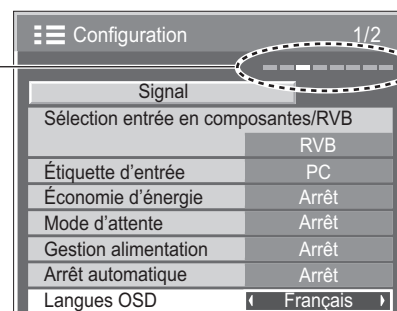 Configuration 1/2
Signal
Sélection entrée en composantes/RVB
RVB
Étiquette d'entrée PC
Économie d'énergie Arrêt
Mode d'attente Arrêt
Gestion alimentation Arrêt
Arrêt automatique Arrêt
Langues OSD Français